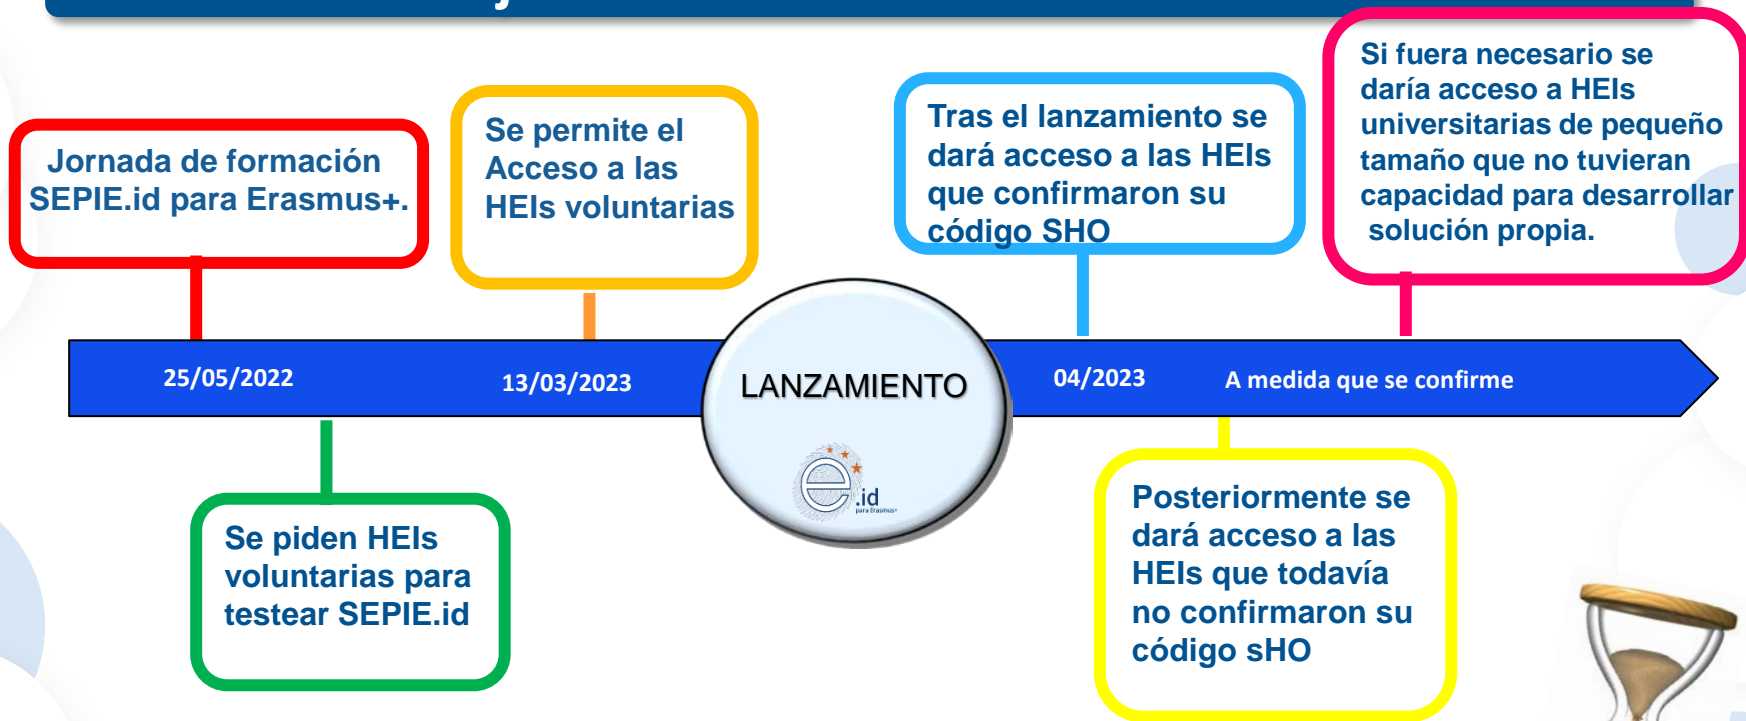 Jornada de formación
SEPIE.id para Erasmus+.
Se permite el
Acceso a las
HEIs voluntarias
Tras el lanzamiento se
dará acceso a las HEIs
que confirmaron su
código SHO
Si fuera necesario se
daría acceso a HEIs
universitarias de pequeño
tamaño que no tuvieran
capacidad para desarrollar
solución propia.
25/05/2022
13/03/2023
LANZAMIENTO
04/2023
A medida que se confirme
e.id
para Erasmus+
Se piden HEIs
voluntarias para
testear SEPIE.id
Posteriormente se
dará acceso a las
HEIs que todavía
no confirmaron su
código sHO